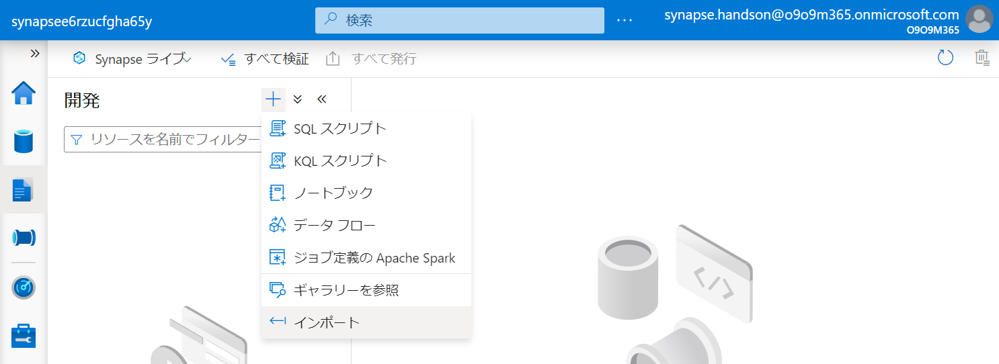 synapsee6rzucfgha65y
検索
synapse.handson@o9o9m365.onmicrosoft.com
O9O9M365
Synapse ライブ
すべて検証
すべて発行
開発
リソースを名前でフィルター
SQL スクリプト
KQL スクリプト
ノートブック
データ フロー
ジョブ定義の Apache Spark
ギャラリーを参照
インポート